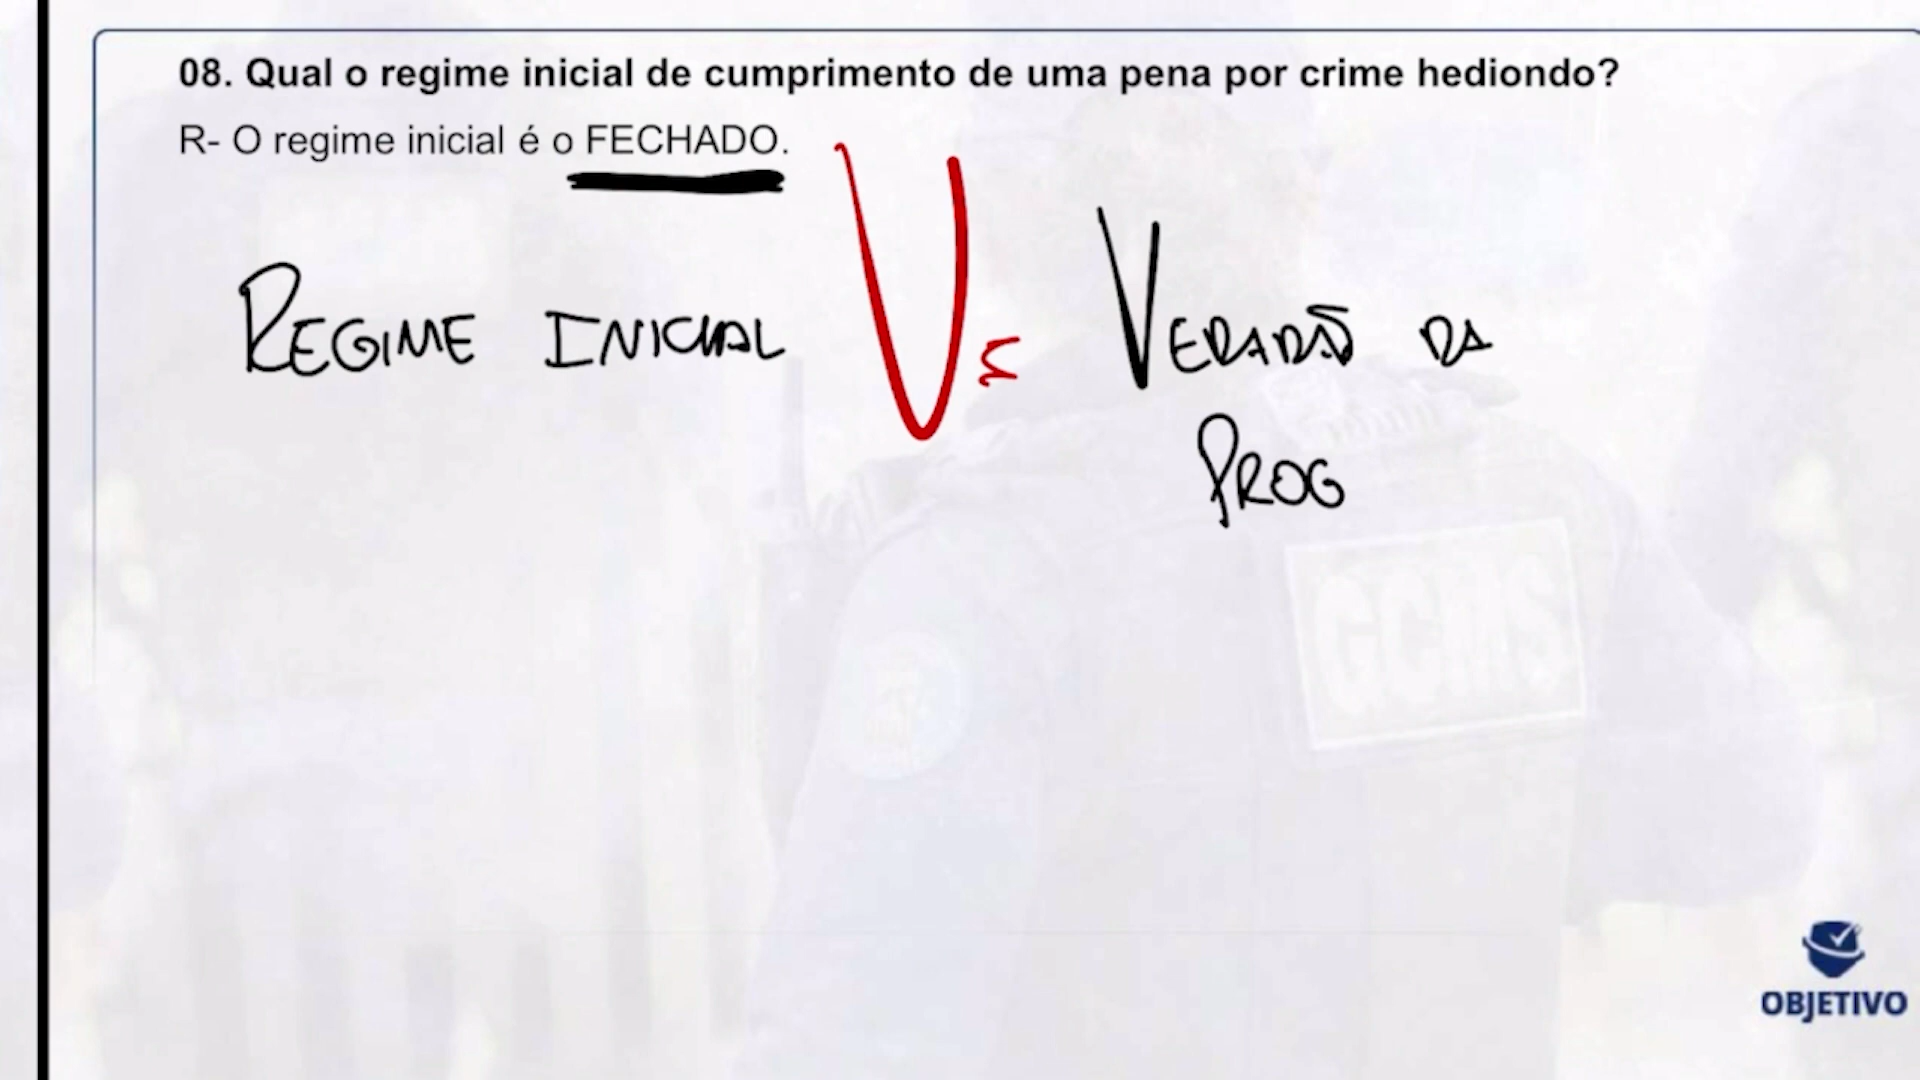 08. Qual o regime inicial de cumprimento de uma pena por crime hediondo?
R- O regime inicial é o FECHADO.
REGIME INICIAL Vs VEDAÇÃO DA
PROG
GCMS
OBJETIVO